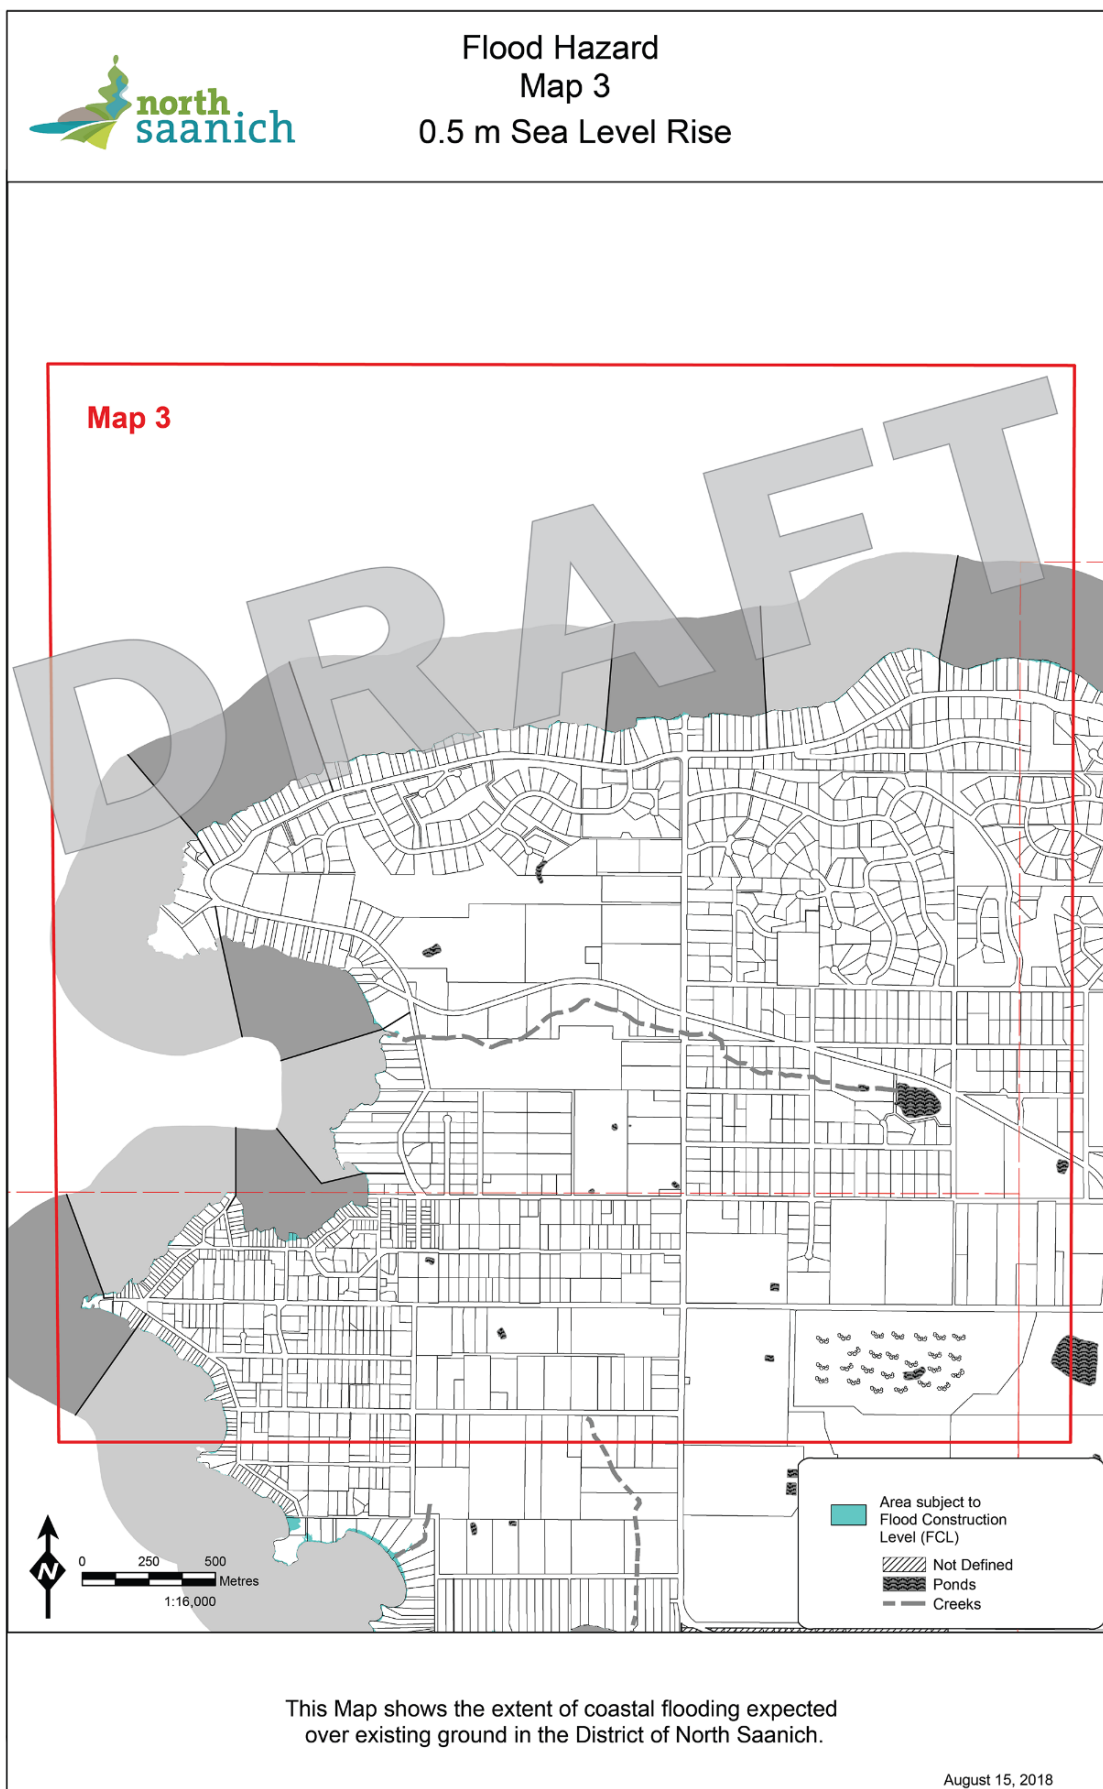 north
saanich
Flood Hazard
Map 3
0.5 m Sea Level Rise
Map 3
DRAFT
Area subject to
Flood Construction
Level (FCL)
Not Defined
Ponds
Creeks
N
0 250 500
Metres
1:16,000
This Map shows the extent of coastal flooding expected
over existing ground in the District of North Saanich.
August 15, 2018